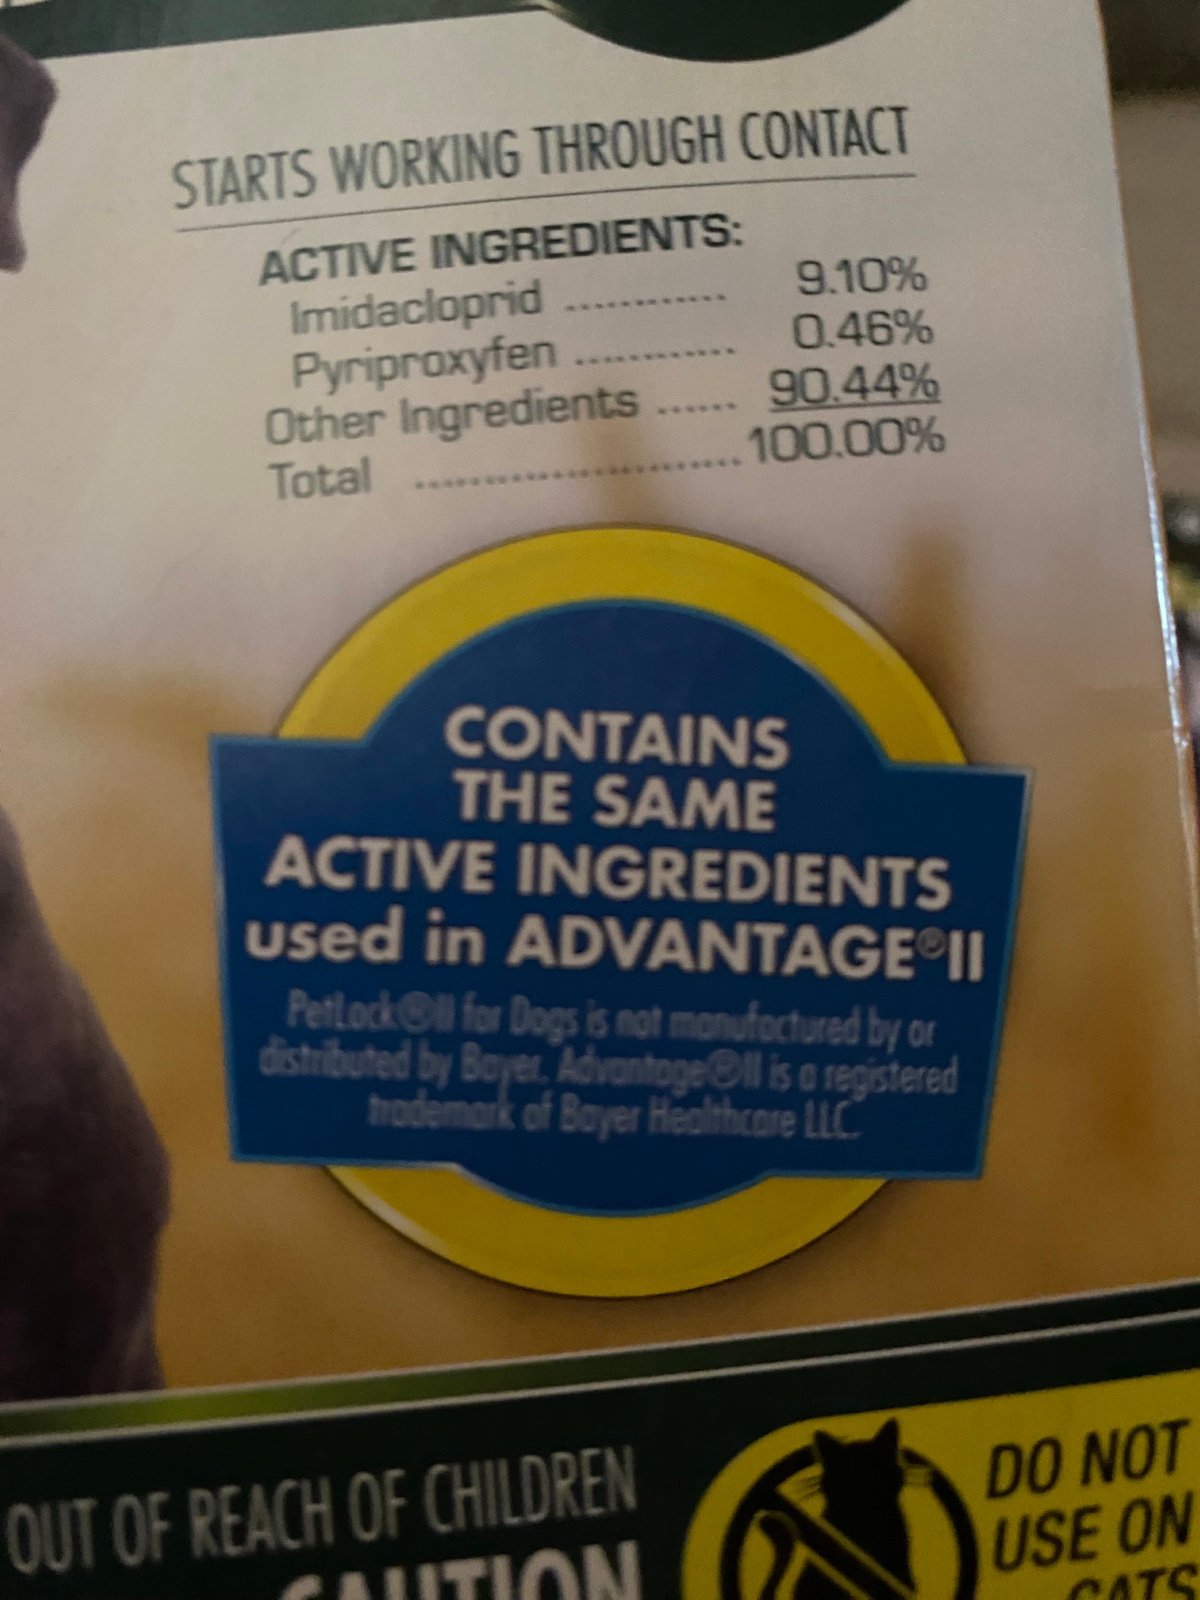 STARTS WORKING THROUGH CONTACT
ACTIVE INGREDIENTS:
Imidacloprid ............ 9.10%
Pyriproxyfen ............ 0.46%
Other Ingredients ...... 90.44%
Total ........................ 100.00%
CONTAINS
THE SAME
ACTIVE INGREDIENTS
used in ADVANTAGE®II
PetLock®II for Dogs is not manufactured by or
distributed by Bayer. Advantage®II is a registered
trademark of Bayer Healthcare LLC.
OUT OF REACH OF CHILDREN
CAUTION
DO NOT
USE ON
CATS